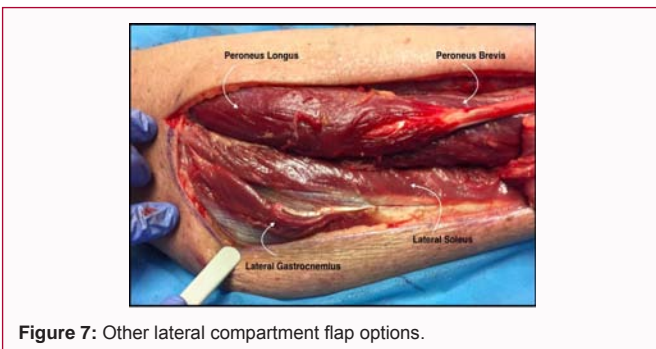 Peroneus Longus
Peroneus Brevis
Lateral Soleus
Lateral Gastrocnemius
Figure 7: Other lateral compartment flap options.